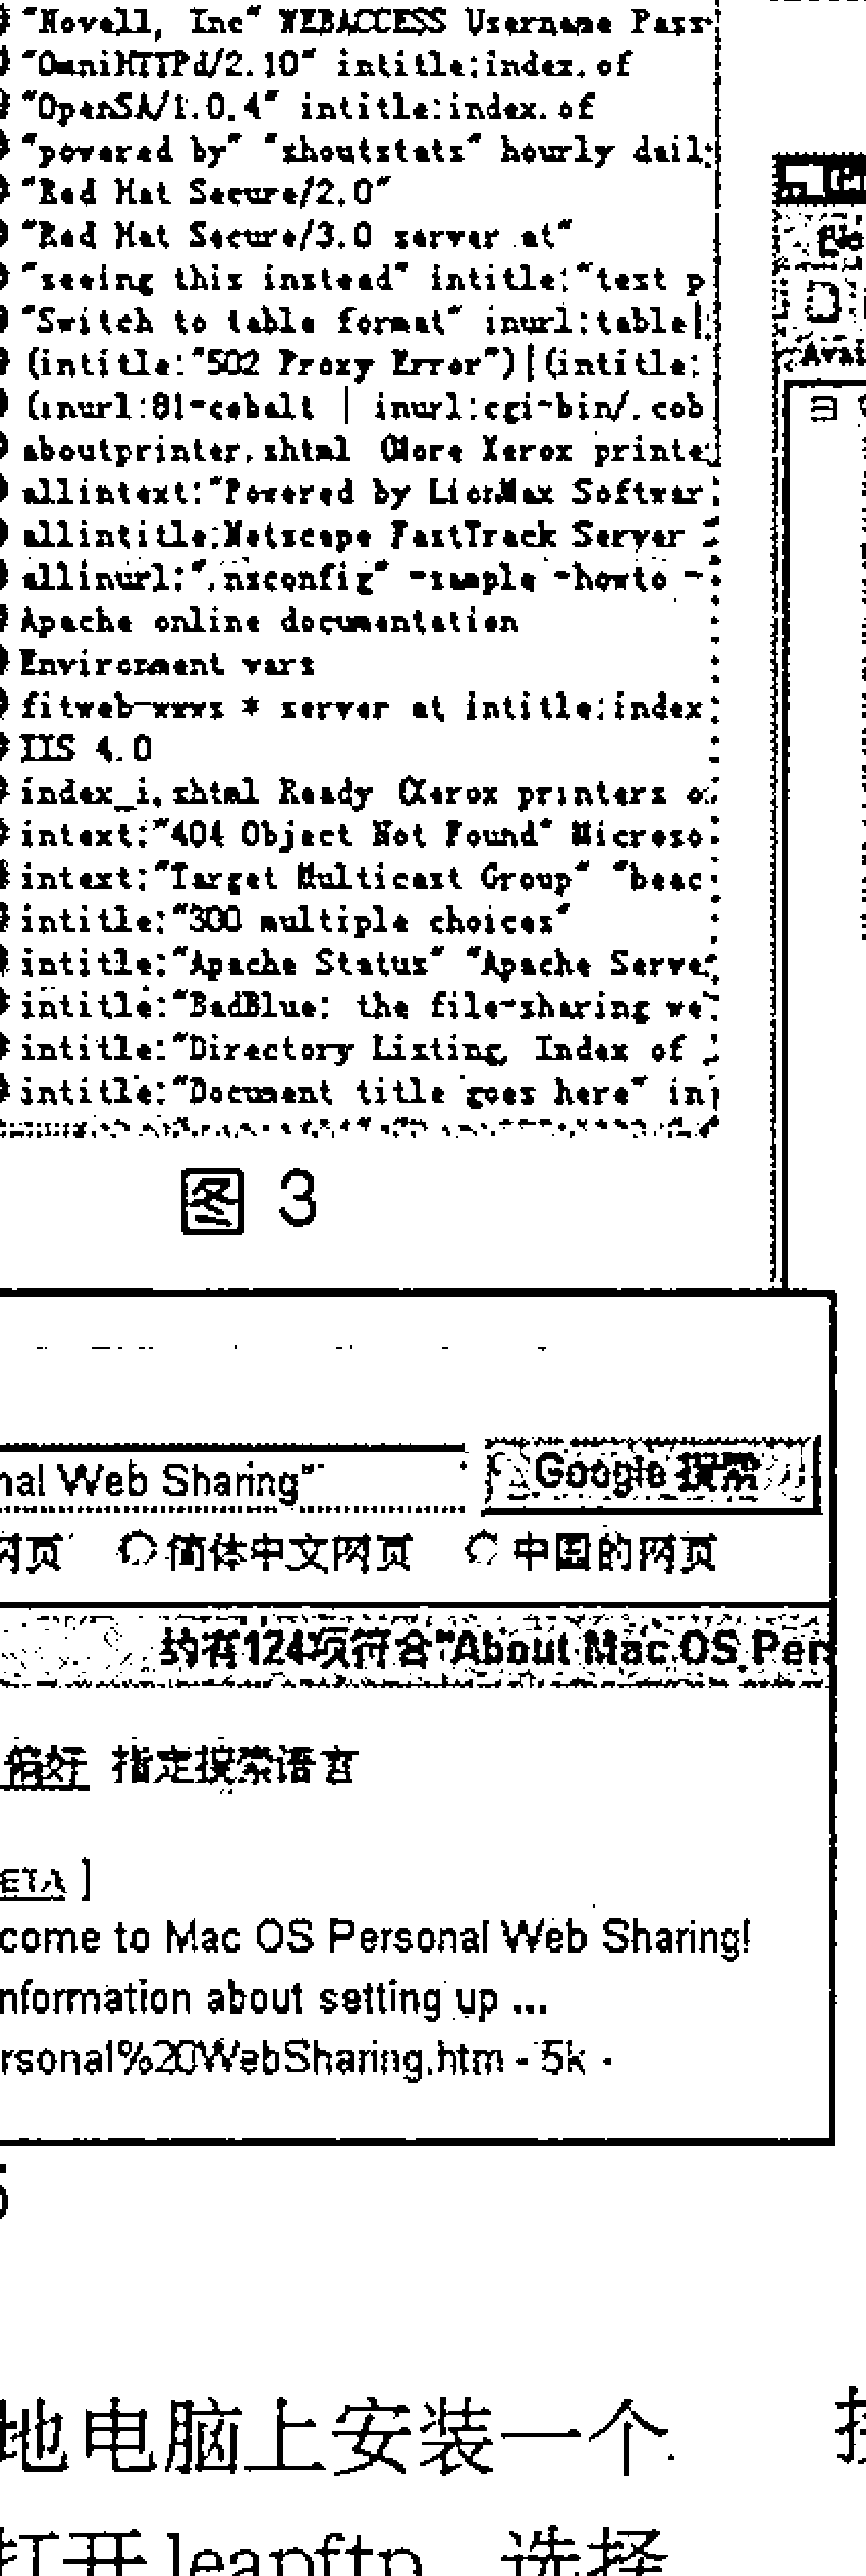 "Novell, Inc" WEBACCESS Username Pass
"OmniHTTPd/2.10" intitle:index.of
"OpenSA/1.0.4" intitle:index.of
"powered by" "shoutstats" hourly dail
"Red Hat Secure/2.0"
"Red Hat Secure/3.0 server at"
"seeing this instead" intitle:"test p
"Switch to table format" inurl:table|
(intitle:"502 Proxy Error")|(intitle:
(inurl:81-cobalt | inurl:cgi-bin/.cob
aboutprinter.shtml (More Xerox printe
allintext:"Powered by LionMax Softwar
allintitle:Netscape FastTrack Server
allinurl:".nsconfig" -sample -howto -
Apache online documentation
Environment vars
fitweb-wwws * server at intitle:index
IIS 4.0
index_i.shtml Ready (Xerox printers o
intext:"404 Object Not Found" Microso
intext:"Target Multicast Group" "beac
intitle:"300 multiple choices"
intitle:"Apache Status" "Apache Serve
intitle:"BadBlue: the file-sharing we
intitle:"Directory Listing, Index of
intitle:"Document title goes here" in
图 3
Avai
nal Web Sharing"
Google 搜索
网页 简体中文网页 中国的网页
约有124项符合"About Mac OS Pers
偏好 指定搜索语言
ETA ]
come to Mac OS Personal Web Sharing!
nformation about setting up ...
rsonal%20WebSharing.htm - 5k -
5
地电脑上安装一个
打开 leapftp 选择